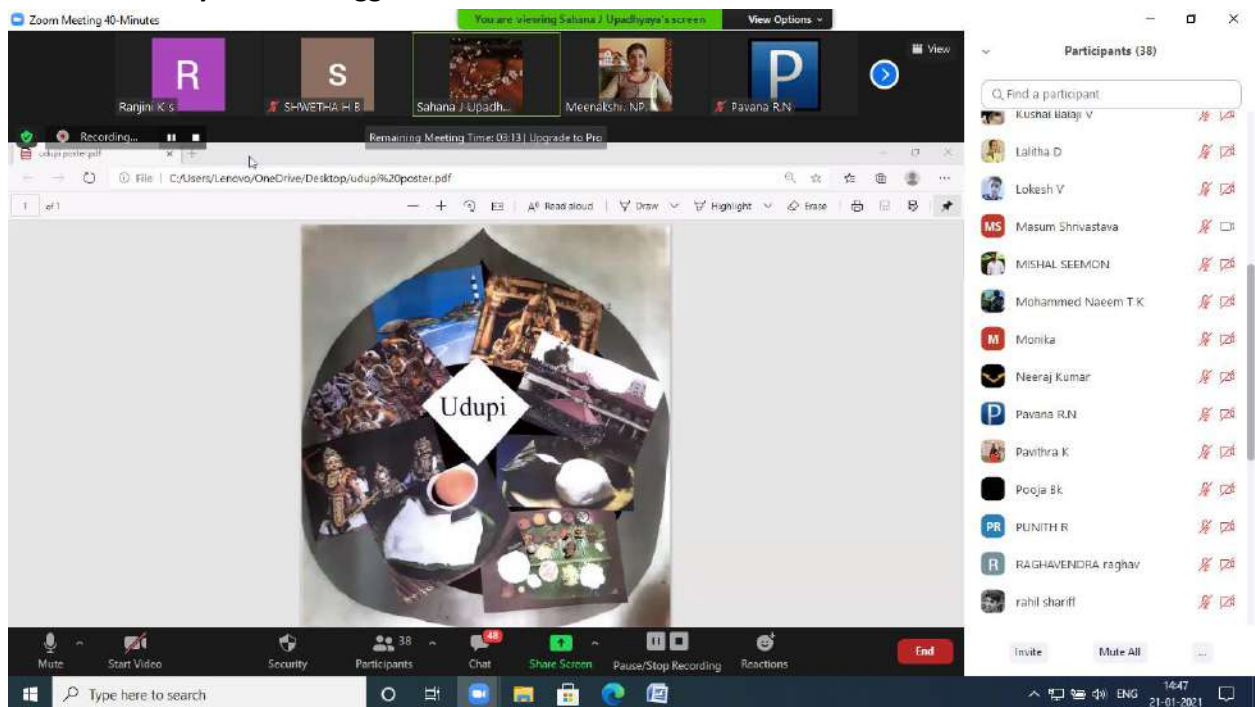 Zoom Meeting 40-Minutes
You are viewing Sahana J Upadhyaya's screen
View Options
View
R
S
P
Ranjini K s
SHWETHA H B
Sahana J Upadh...
Meenakshi. NP.
Pavana R.N
Recording...
Remaining Meeting Time: 03:13 | Upgrade to Pro
udupi poster.pdf
File | C:/Users/Lenovo/OneDrive/Desktop/udupi%20poster.pdf
1 of 1
Read aloud
Draw
Highlight
Erase
Udupi
Participants (38)
Find a participant
Kushal Balaji V
Lalitha D
Lokesh V
MS Masum Shrivastava
MISHAL SEEMON
Mohammed Naeem T K
M Monika
Neeraj Kumar
P Pavana R.N
Pavithra K
Pooja Bk
PR PUNITH R
R RAGHAVENDRA raghav
rahil shariff
Invite
Mute All
...
Mute
Start Video
Security
38
Participants
48
Chat
Share Screen
Pause/Stop Recording
Reactions
End
Type here to search
ENG
14:47
21-01-2021